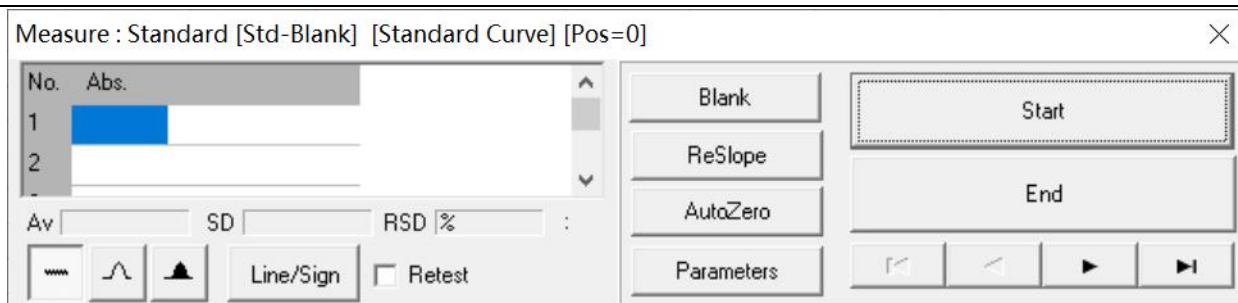 Measure : Standard [Std-Blank] [Standard Curve] [Pos=0]
No. Abs.
1
2
Av SD RSD % :
Line/Sign Retest
Blank
ReSlope
AutoZero
Parameters
Start
End